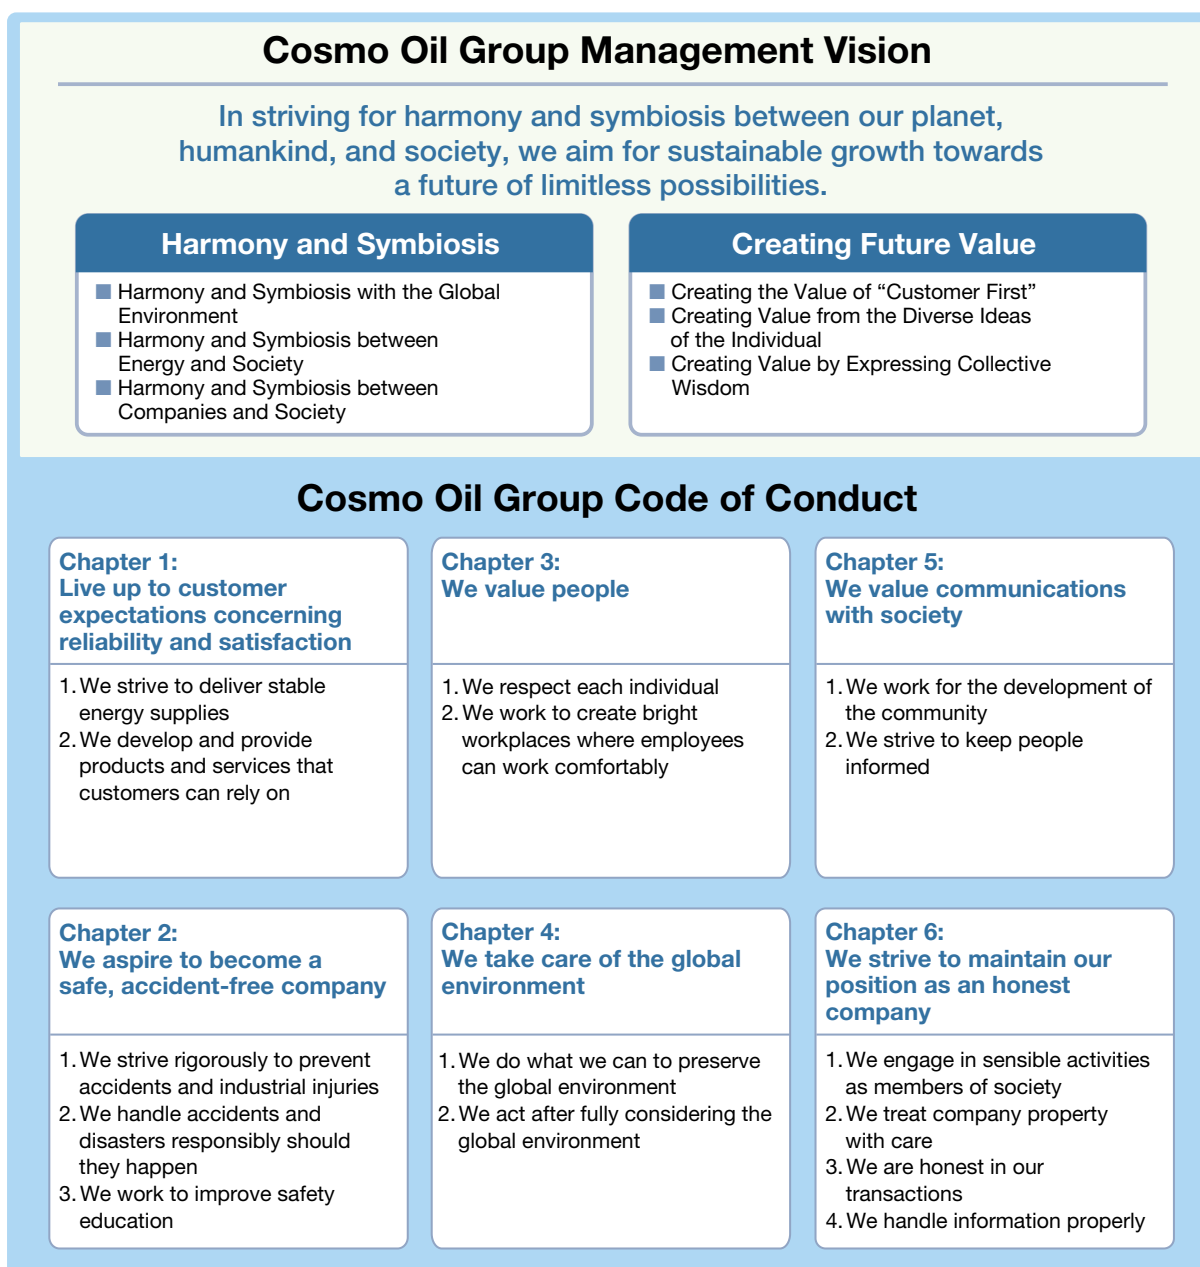 Cosmo Oil Group Management Vision
In striving for harmony and symbiosis between our planet,
humankind, and society, we aim for sustainable growth towards
a future of limitless possibilities.
Harmony and Symbiosis
■ Harmony and Symbiosis with the Global
Environment
■ Harmony and Symbiosis between
Energy and Society
■ Harmony and Symbiosis between
Companies and Society
Creating Future Value
■ Creating the Value of “Customer First”
■ Creating Value from the Diverse Ideas
of the Individual
■ Creating Value by Expressing Collective
Wisdom
Cosmo Oil Group Code of Conduct
Chapter 1:
Live up to customer
expectations concerning
reliability and satisfaction
1. We strive to deliver stable
energy supplies
2. We develop and provide
products and services that
customers can rely on
Chapter 2:
We aspire to become a
safe, accident-free company
1. We strive rigorously to prevent
accidents and industrial injuries
2. We handle accidents and
disasters responsibly should
they happen
3. We work to improve safety
education
Chapter 3:
We value people
1. We respect each individual
2. We work to create bright
workplaces where employees
can work comfortably
Chapter 4:
We take care of the global
environment
1. We do what we can to preserve
the global environment
2. We act after fully considering the
global environment
Chapter 5:
We value communications
with society
1. We work for the development of
the community
2. We strive to keep people
informed
Chapter 6:
We strive to maintain our
position as an honest
company
1. We engage in sensible activities
as members of society
2. We treat company property
with care
3. We are honest in our
transactions
4. We handle information properly